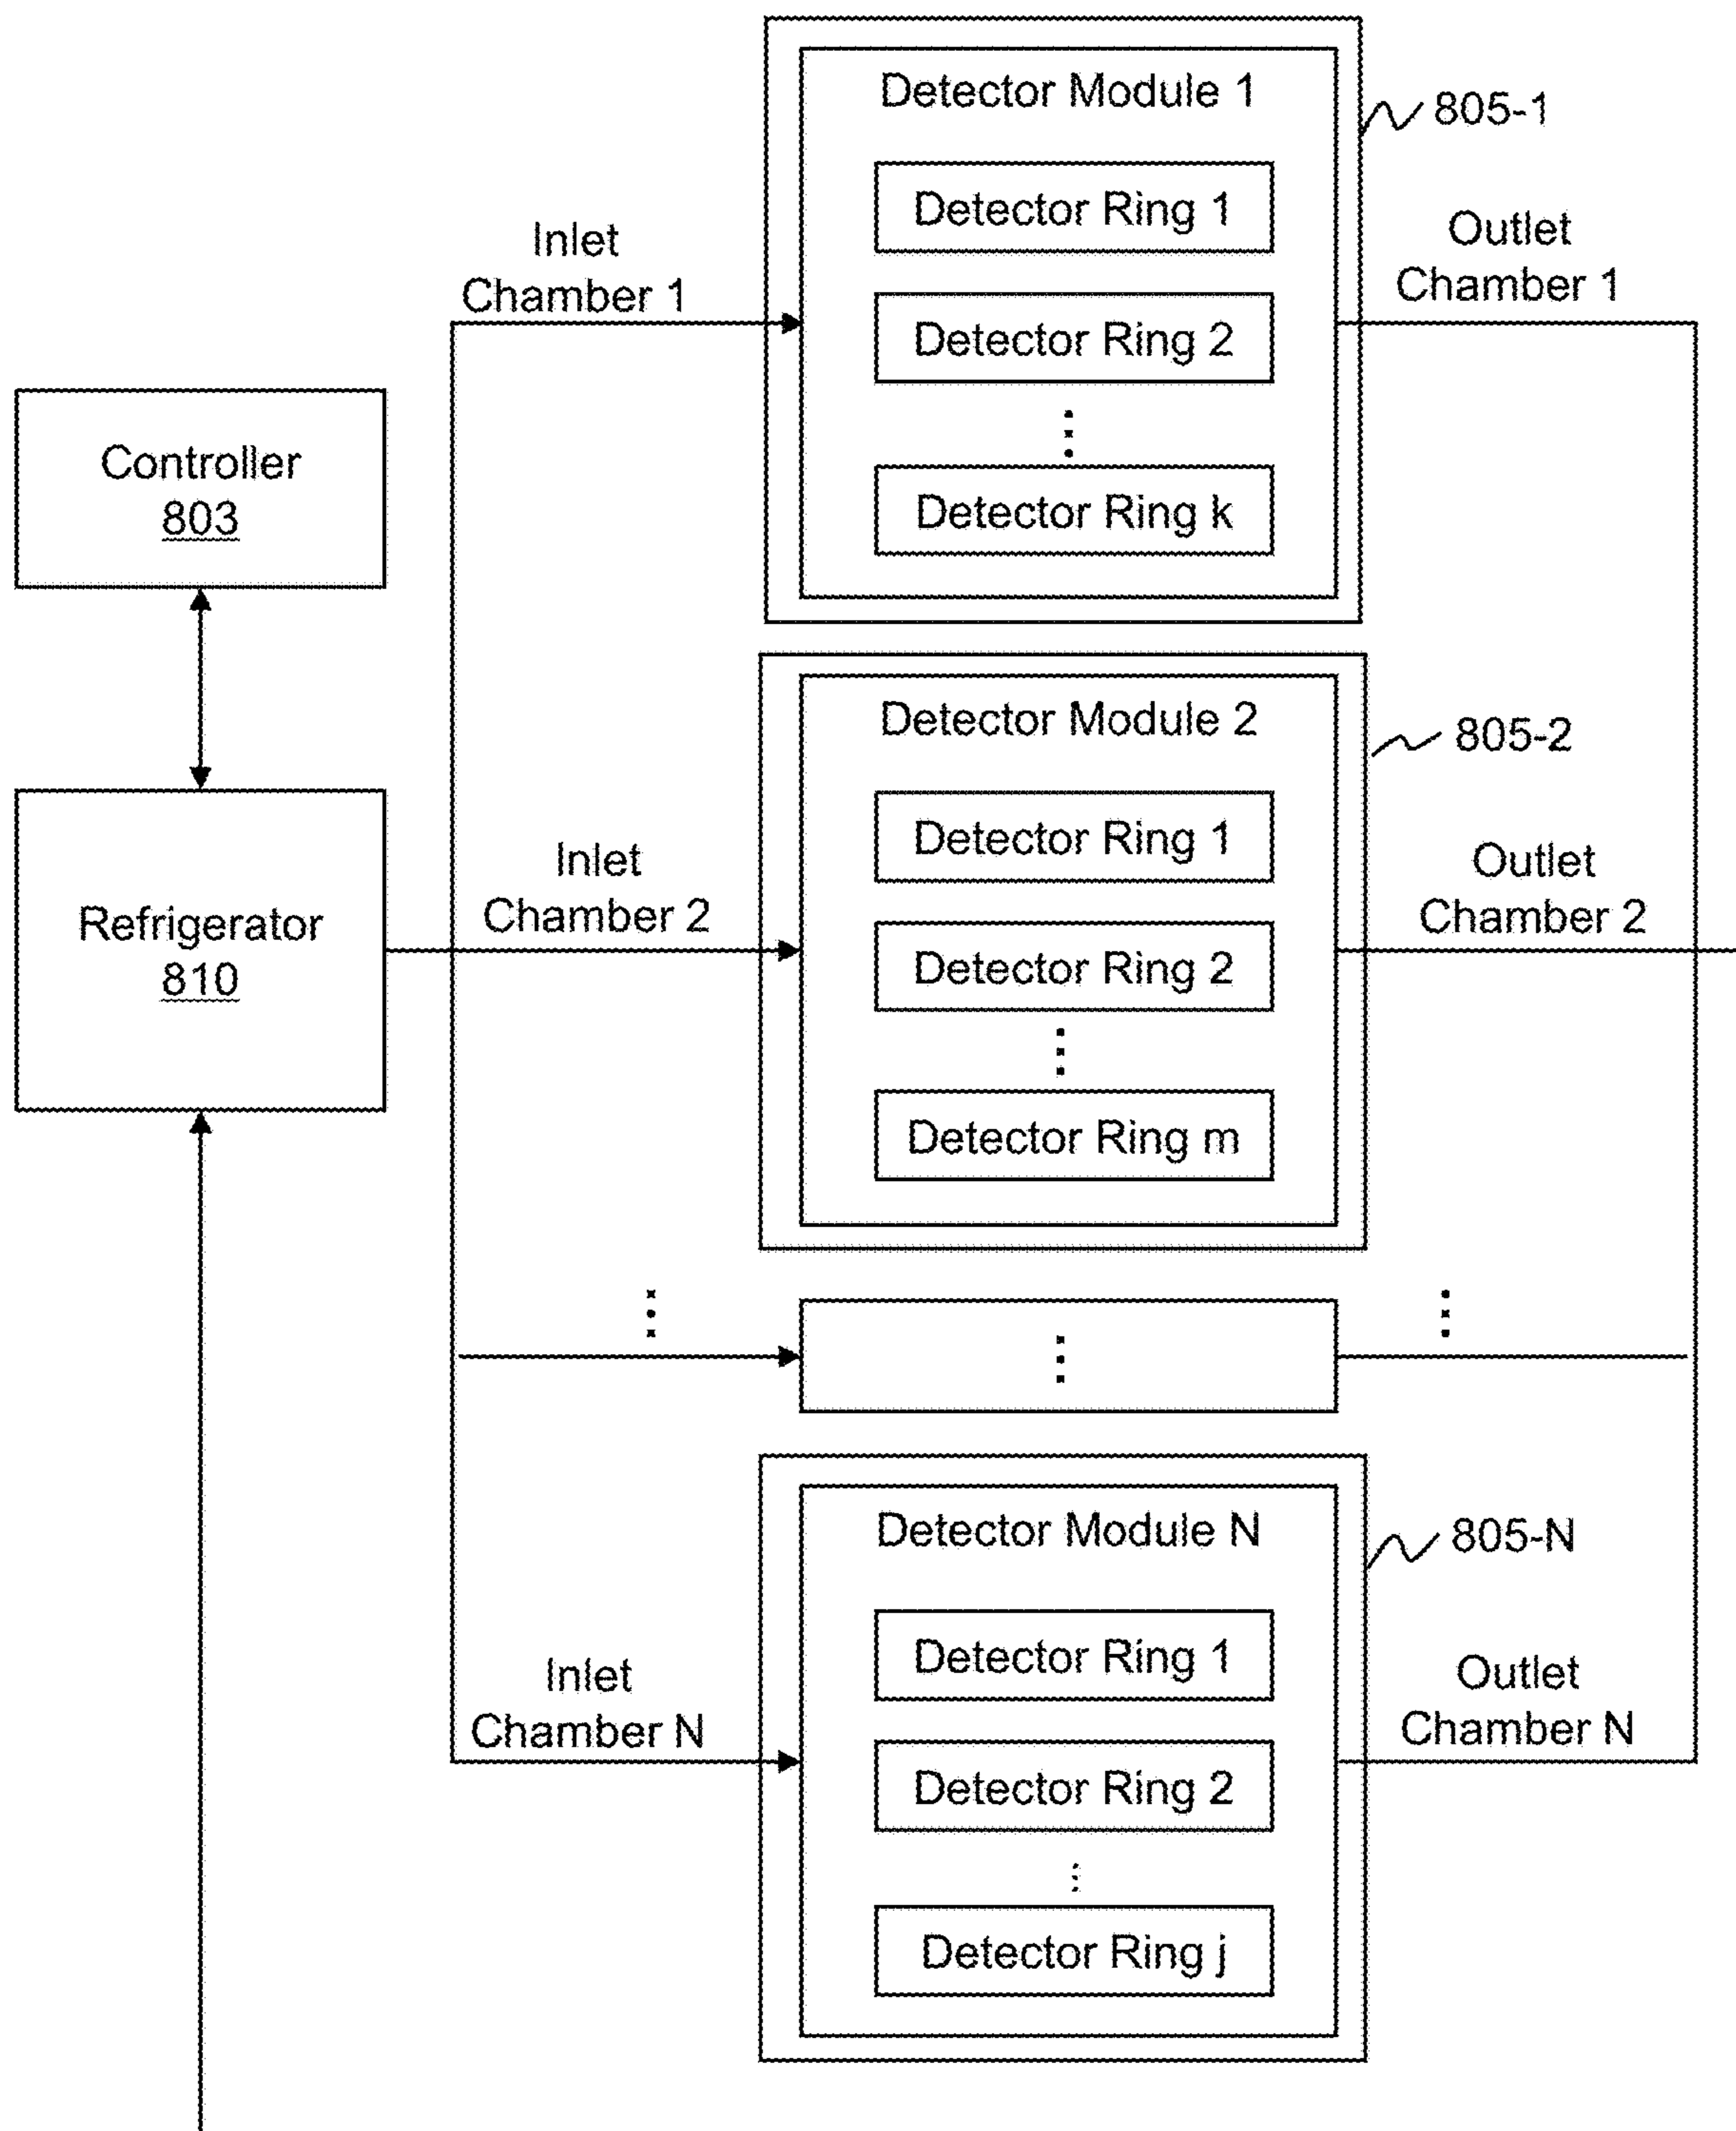 Detector Module 1
805-1
Detector Ring 1
Inlet
Chamber 1
Outlet
Chamber 1
Detector Ring 2
Detector Ring k
Controller
803
Detector Module 2
805-2
Detector Ring 1
Inlet
Chamber 2
Outlet
Chamber 2
Refrigerator
810
Detector Ring 2
Detector Ring m
Detector Module N
805-N
Detector Ring 1
Inlet
Chamber N
Outlet
Chamber N
Detector Ring 2
Detector Ring j